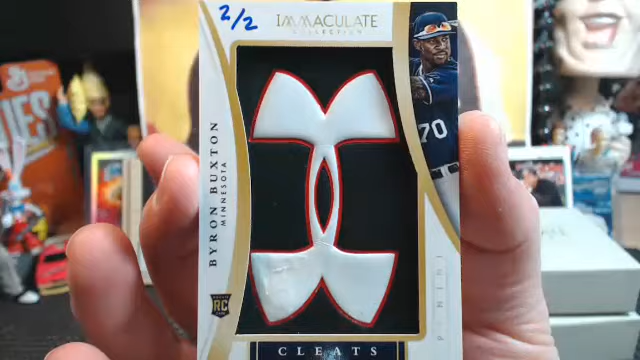 2/2
IMMACULATE
COLLECTION
BYRON BUXTON
MINNESOTA
70
RC
PANINI
CLEATS